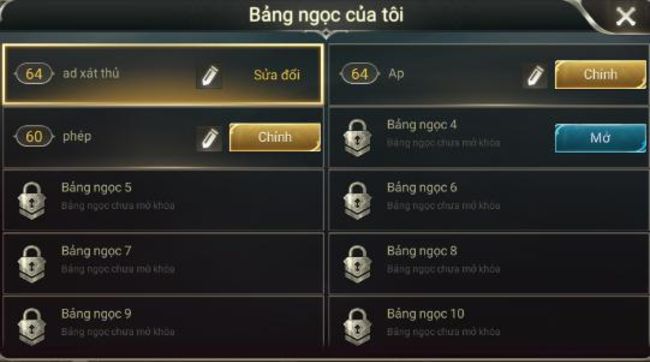 Bảng ngọc của tôi
64 ad xát thủ Sửa đổi
64 Ap Chỉnh
60 phép Chỉnh
Bảng ngọc 4
Bảng ngọc chưa mở khóa
Mở
Bảng ngọc 5
Bảng ngọc chưa mở khóa
Bảng ngọc 6
Bảng ngọc chưa mở khóa
Bảng ngọc 7
Bảng ngọc chưa mở khóa
Bảng ngọc 8
Bảng ngọc chưa mở khóa
Bảng ngọc 9
Bảng ngọc chưa mở khóa
Bảng ngọc 10
Bảng ngọc chưa mở khóa